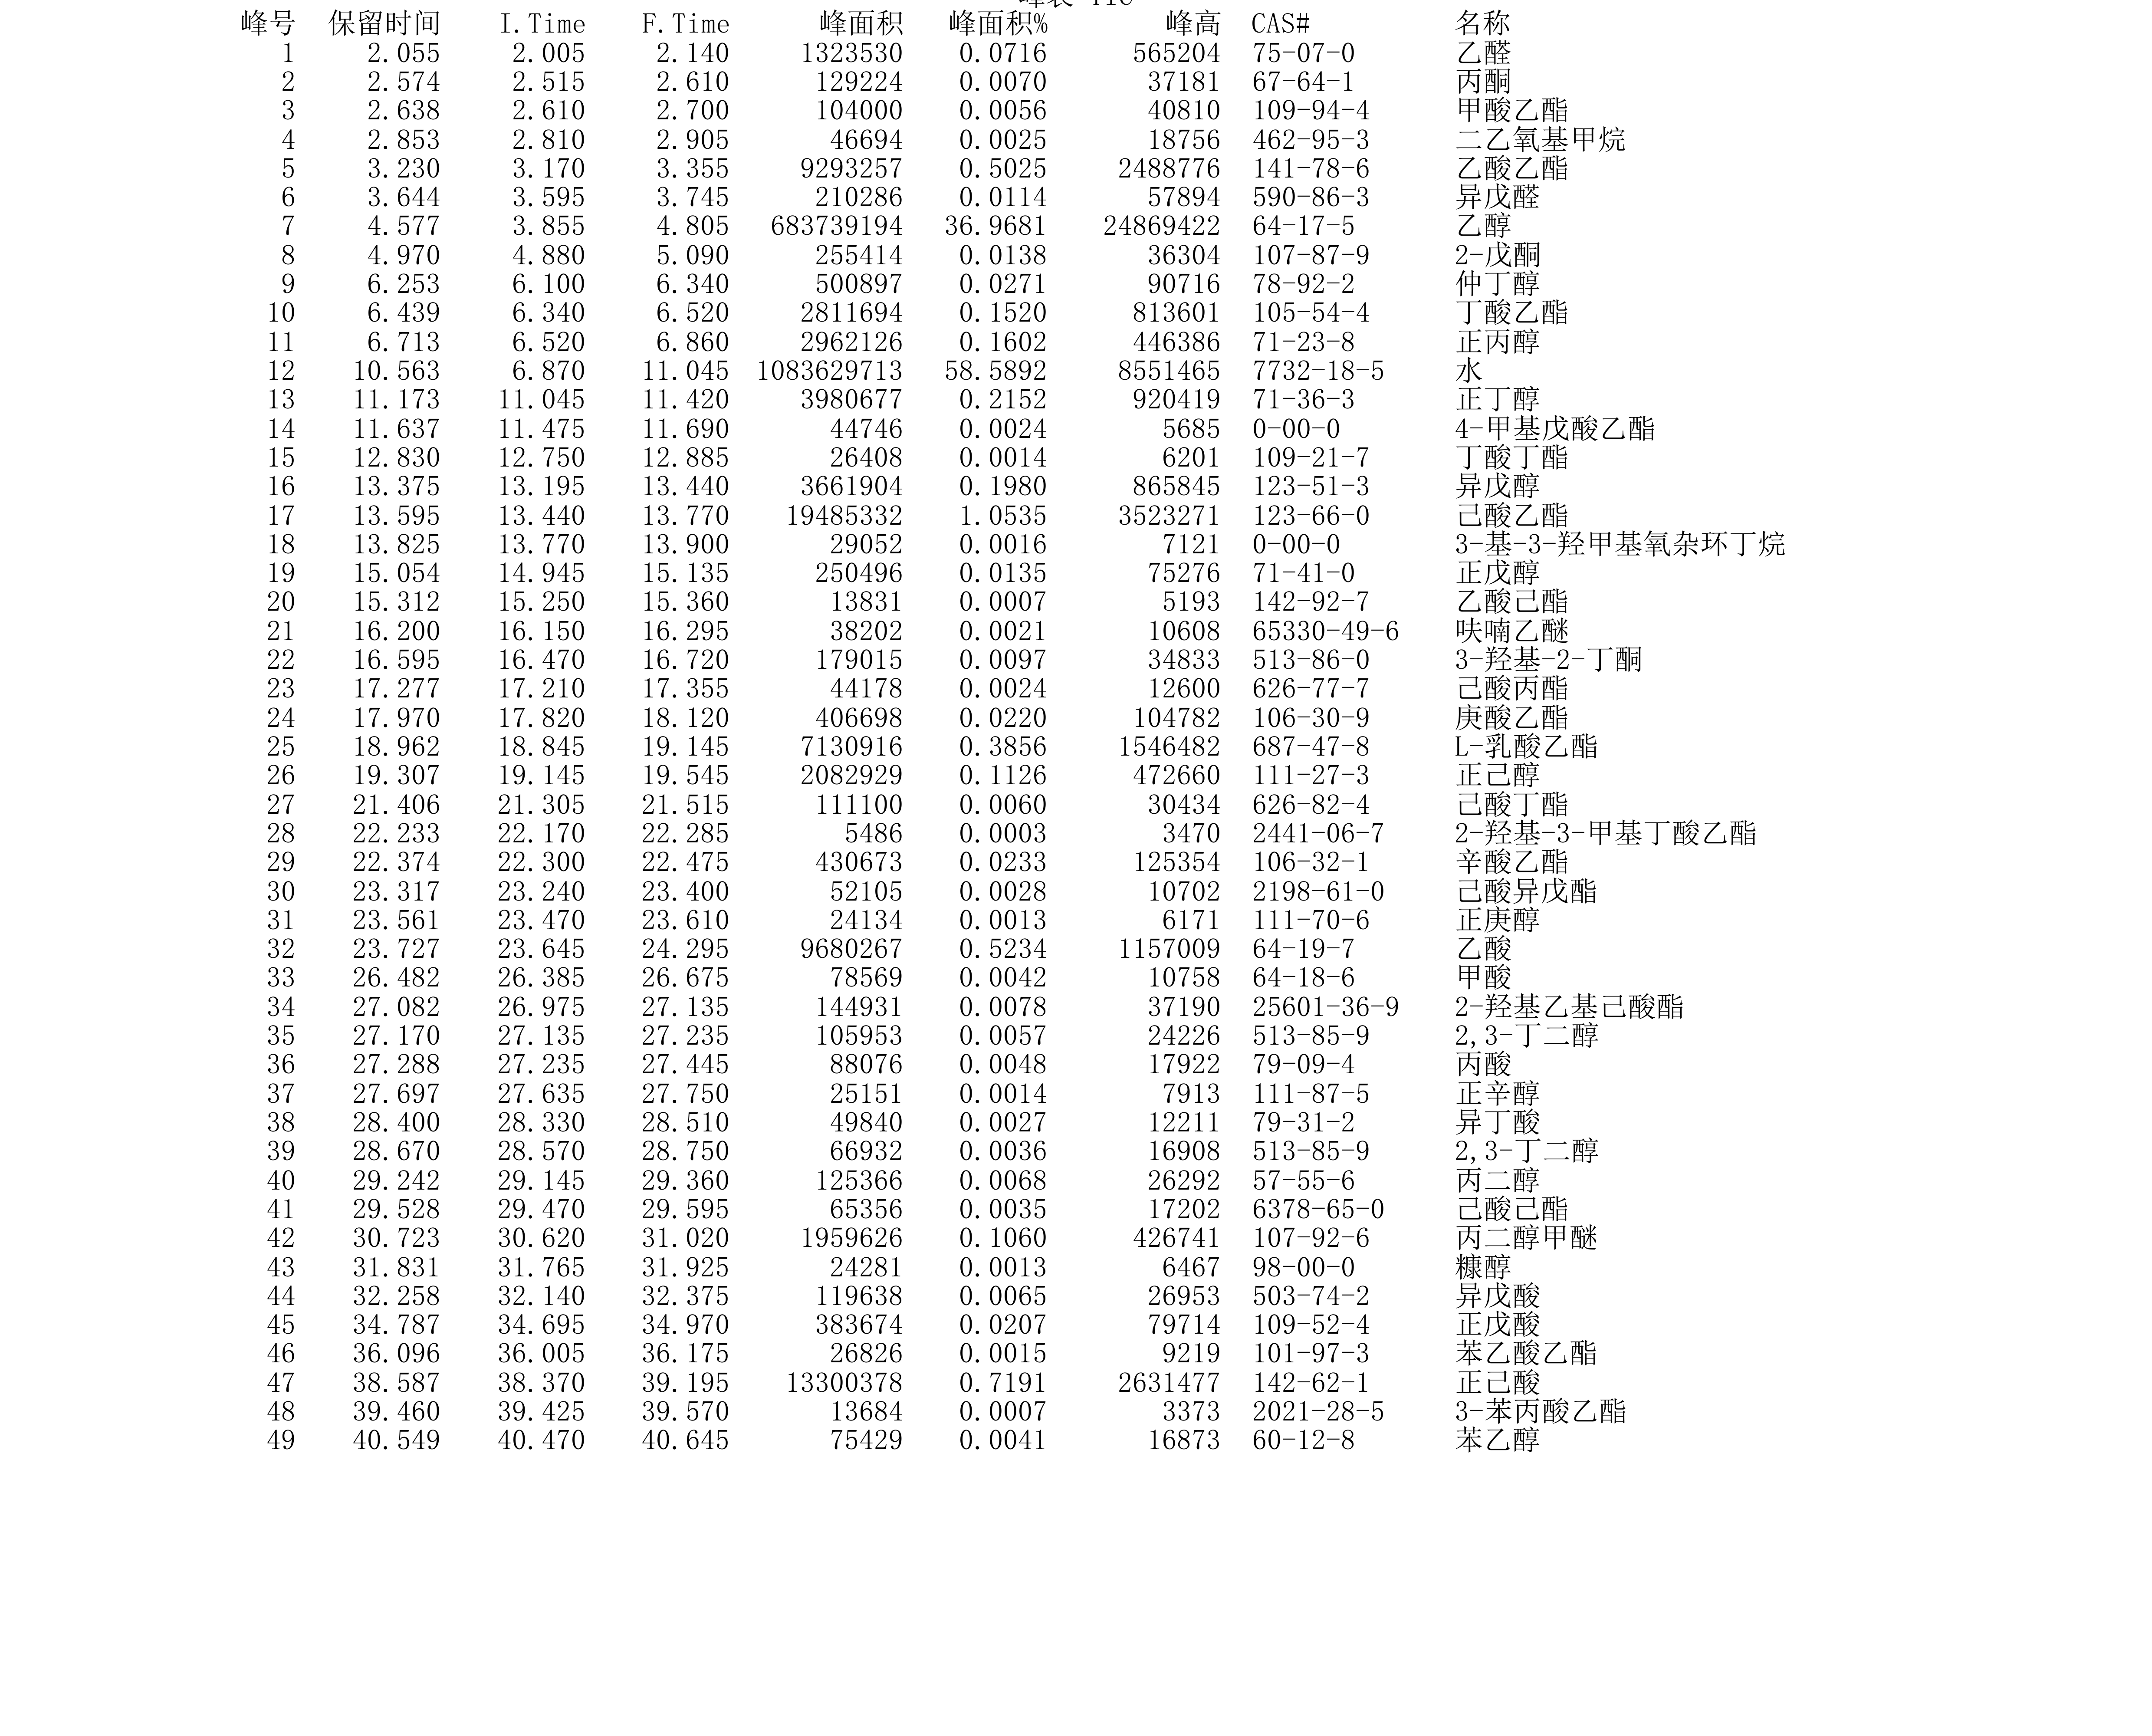 峰号 保留时间 I.Time F.Time 峰面积 峰面积% 峰高 CAS# 名称
1 2.055 2.005 2.140 1323530 0.0716 565204 75-07-0 乙醛
2 2.574 2.515 2.610 129224 0.0070 37181 67-64-1 丙酮
3 2.638 2.610 2.700 104000 0.0056 40810 109-94-4 甲酸乙酯
4 2.853 2.810 2.905 46694 0.0025 18756 462-95-3 二乙氧基甲烷
5 3.230 3.170 3.355 9293257 0.5025 2488776 141-78-6 乙酸乙酯
6 3.644 3.595 3.745 210286 0.0114 57894 590-86-3 异戊醛
7 4.577 3.855 4.805 683739194 36.9681 24869422 64-17-5 乙醇
8 4.970 4.880 5.090 255414 0.0138 36304 107-87-9 2-戊酮
9 6.253 6.100 6.340 500897 0.0271 90716 78-92-2 仲丁醇
10 6.439 6.340 6.520 2811694 0.1520 813601 105-54-4 丁酸乙酯
11 6.713 6.520 6.860 2962126 0.1602 446386 71-23-8 正丙醇
12 10.563 6.870 11.045 1083629713 58.5892 8551465 7732-18-5 水
13 11.173 11.045 11.420 3980677 0.2152 920419 71-36-3 正丁醇
14 11.637 11.475 11.690 44746 0.0024 5685 0-00-0 4-甲基戊酸乙酯
15 12.830 12.750 12.885 26408 0.0014 6201 109-21-7 丁酸丁酯
16 13.375 13.195 13.440 3661904 0.1980 865845 123-51-3 异戊醇
17 13.595 13.440 13.770 19485332 1.0535 3523271 123-66-0 己酸乙酯
18 13.825 13.770 13.900 29052 0.0016 7121 0-00-0 3-基-3-羟甲基氧杂环丁烷
19 15.054 14.945 15.135 250496 0.0135 75276 71-41-0 正戊醇
20 15.312 15.250 15.360 13831 0.0007 5193 142-92-7 乙酸己酯
21 16.200 16.150 16.295 38202 0.0021 10608 65330-49-6 呋喃乙醚
22 16.595 16.470 16.720 179015 0.0097 34833 513-86-0 3-羟基-2-丁酮
23 17.277 17.210 17.355 44178 0.0024 12600 626-77-7 己酸丙酯
24 17.970 17.820 18.120 406698 0.0220 104782 106-30-9 庚酸乙酯
25 18.962 18.845 19.145 7130916 0.3856 1546482 687-47-8 L-乳酸乙酯
26 19.307 19.145 19.545 2082929 0.1126 472660 111-27-3 正己醇
27 21.406 21.305 21.515 111100 0.0060 30434 626-82-4 己酸丁酯
28 22.233 22.170 22.285 5486 0.0003 3470 2441-06-7 2-羟基-3-甲基丁酸乙酯
29 22.374 22.300 22.475 430673 0.0233 125354 106-32-1 辛酸乙酯
30 23.317 23.240 23.400 52105 0.0028 10702 2198-61-0 己酸异戊酯
31 23.561 23.470 23.610 24134 0.0013 6171 111-70-6 正庚醇
32 23.727 23.645 24.295 9680267 0.5234 1157009 64-19-7 乙酸
33 26.482 26.385 26.675 78569 0.0042 10758 64-18-6 甲酸
34 27.082 26.975 27.135 144931 0.0078 37190 25601-36-9 2-羟基乙基己酸酯
35 27.170 27.135 27.235 105953 0.0057 24226 513-85-9 2,3-丁二醇
36 27.288 27.235 27.445 88076 0.0048 17922 79-09-4 丙酸
37 27.697 27.635 27.750 25151 0.0014 7913 111-87-5 正辛醇
38 28.400 28.330 28.510 49840 0.0027 12211 79-31-2 异丁酸
39 28.670 28.570 28.750 66932 0.0036 16908 513-85-9 2,3-丁二醇
40 29.242 29.145 29.360 125366 0.0068 26292 57-55-6 丙二醇
41 29.528 29.470 29.595 65356 0.0035 17202 6378-65-0 己酸己酯
42 30.723 30.620 31.020 1959626 0.1060 426741 107-92-6 丙二醇甲醚
43 31.831 31.765 31.925 24281 0.0013 6467 98-00-0 糠醇
44 32.258 32.140 32.375 119638 0.0065 26953 503-74-2 异戊酸
45 34.787 34.695 34.970 383674 0.0207 79714 109-52-4 正戊酸
46 36.096 36.005 36.175 26826 0.0015 9219 101-97-3 苯乙酸乙酯
47 38.587 38.370 39.195 13300378 0.7191 2631477 142-62-1 正己酸
48 39.460 39.425 39.570 13684 0.0007 3373 2021-28-5 3-苯丙酸乙酯
49 40.549 40.470 40.645 75429 0.0041 16873 60-12-8 苯乙醇